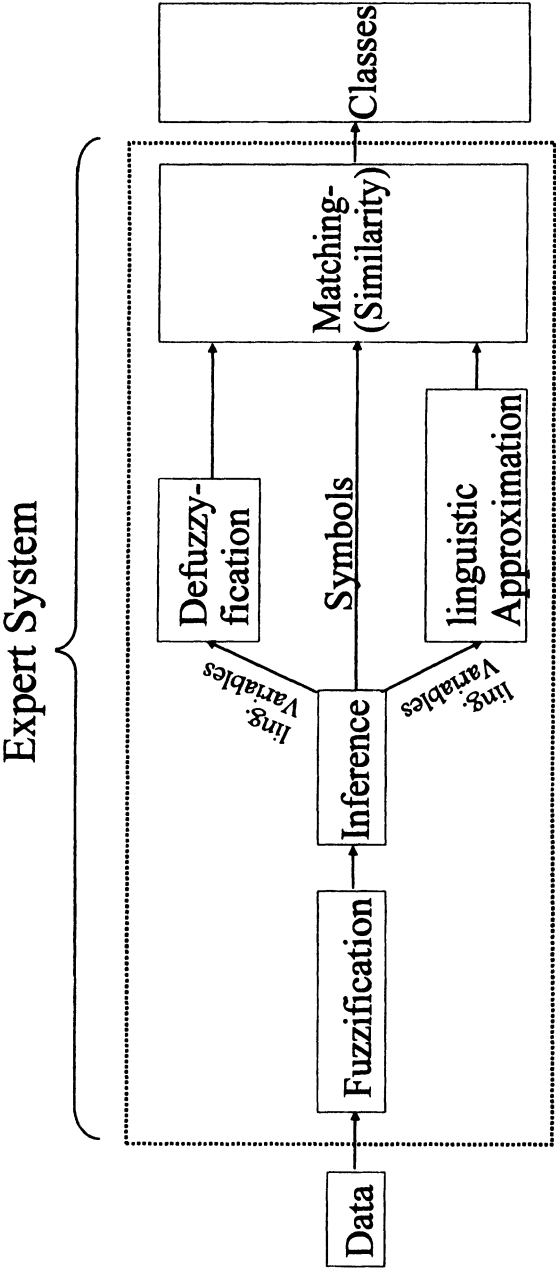 Expert System
Data
Fuzzification
Inference
ling.
Variables
Defuzzy-
fication
Symbols
ling.
Variables
linguistic
Approximation
Matching-
(Similarity)
Classes